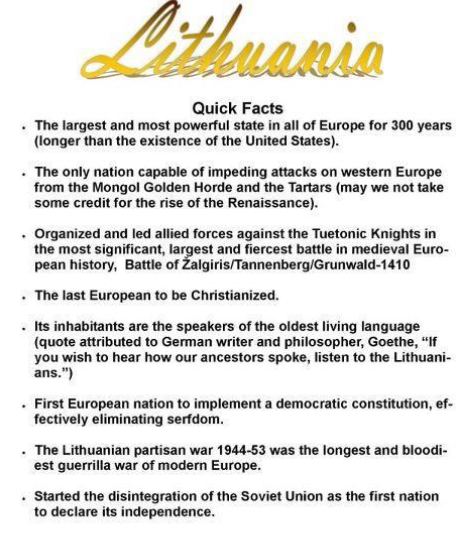 Lithuania
Quick Facts
• The largest and most powerful state in all of Europe for 300 years
(longer than the existence of the United States).
• The only nation capable of impeding attacks on western Europe
from the Mongol Golden Horde and the Tartars (may we not take
some credit for the rise of the Renaissance).
• Organized and led allied forces against the Tuetonic Knights in
the most significant, largest and fiercest battle in medieval Euro-
pean history, Battle of Žalgiris/Tannenberg/Grunwald-1410
• The last European to be Christianized.
• Its inhabitants are the speakers of the oldest living language
(quote attributed to German writer and philosopher, Goethe, “If
you wish to hear how our ancestors spoke, listen to the Lithuani-
ans.”)
• First European nation to implement a democratic constitution, ef-
fectively eliminating serfdom.
• The Lithuanian partisan war 1944-53 was the longest and bloodi-
est guerrilla war of modern Europe.
• Started the disintegration of the Soviet Union as the first nation
to declare its independence.